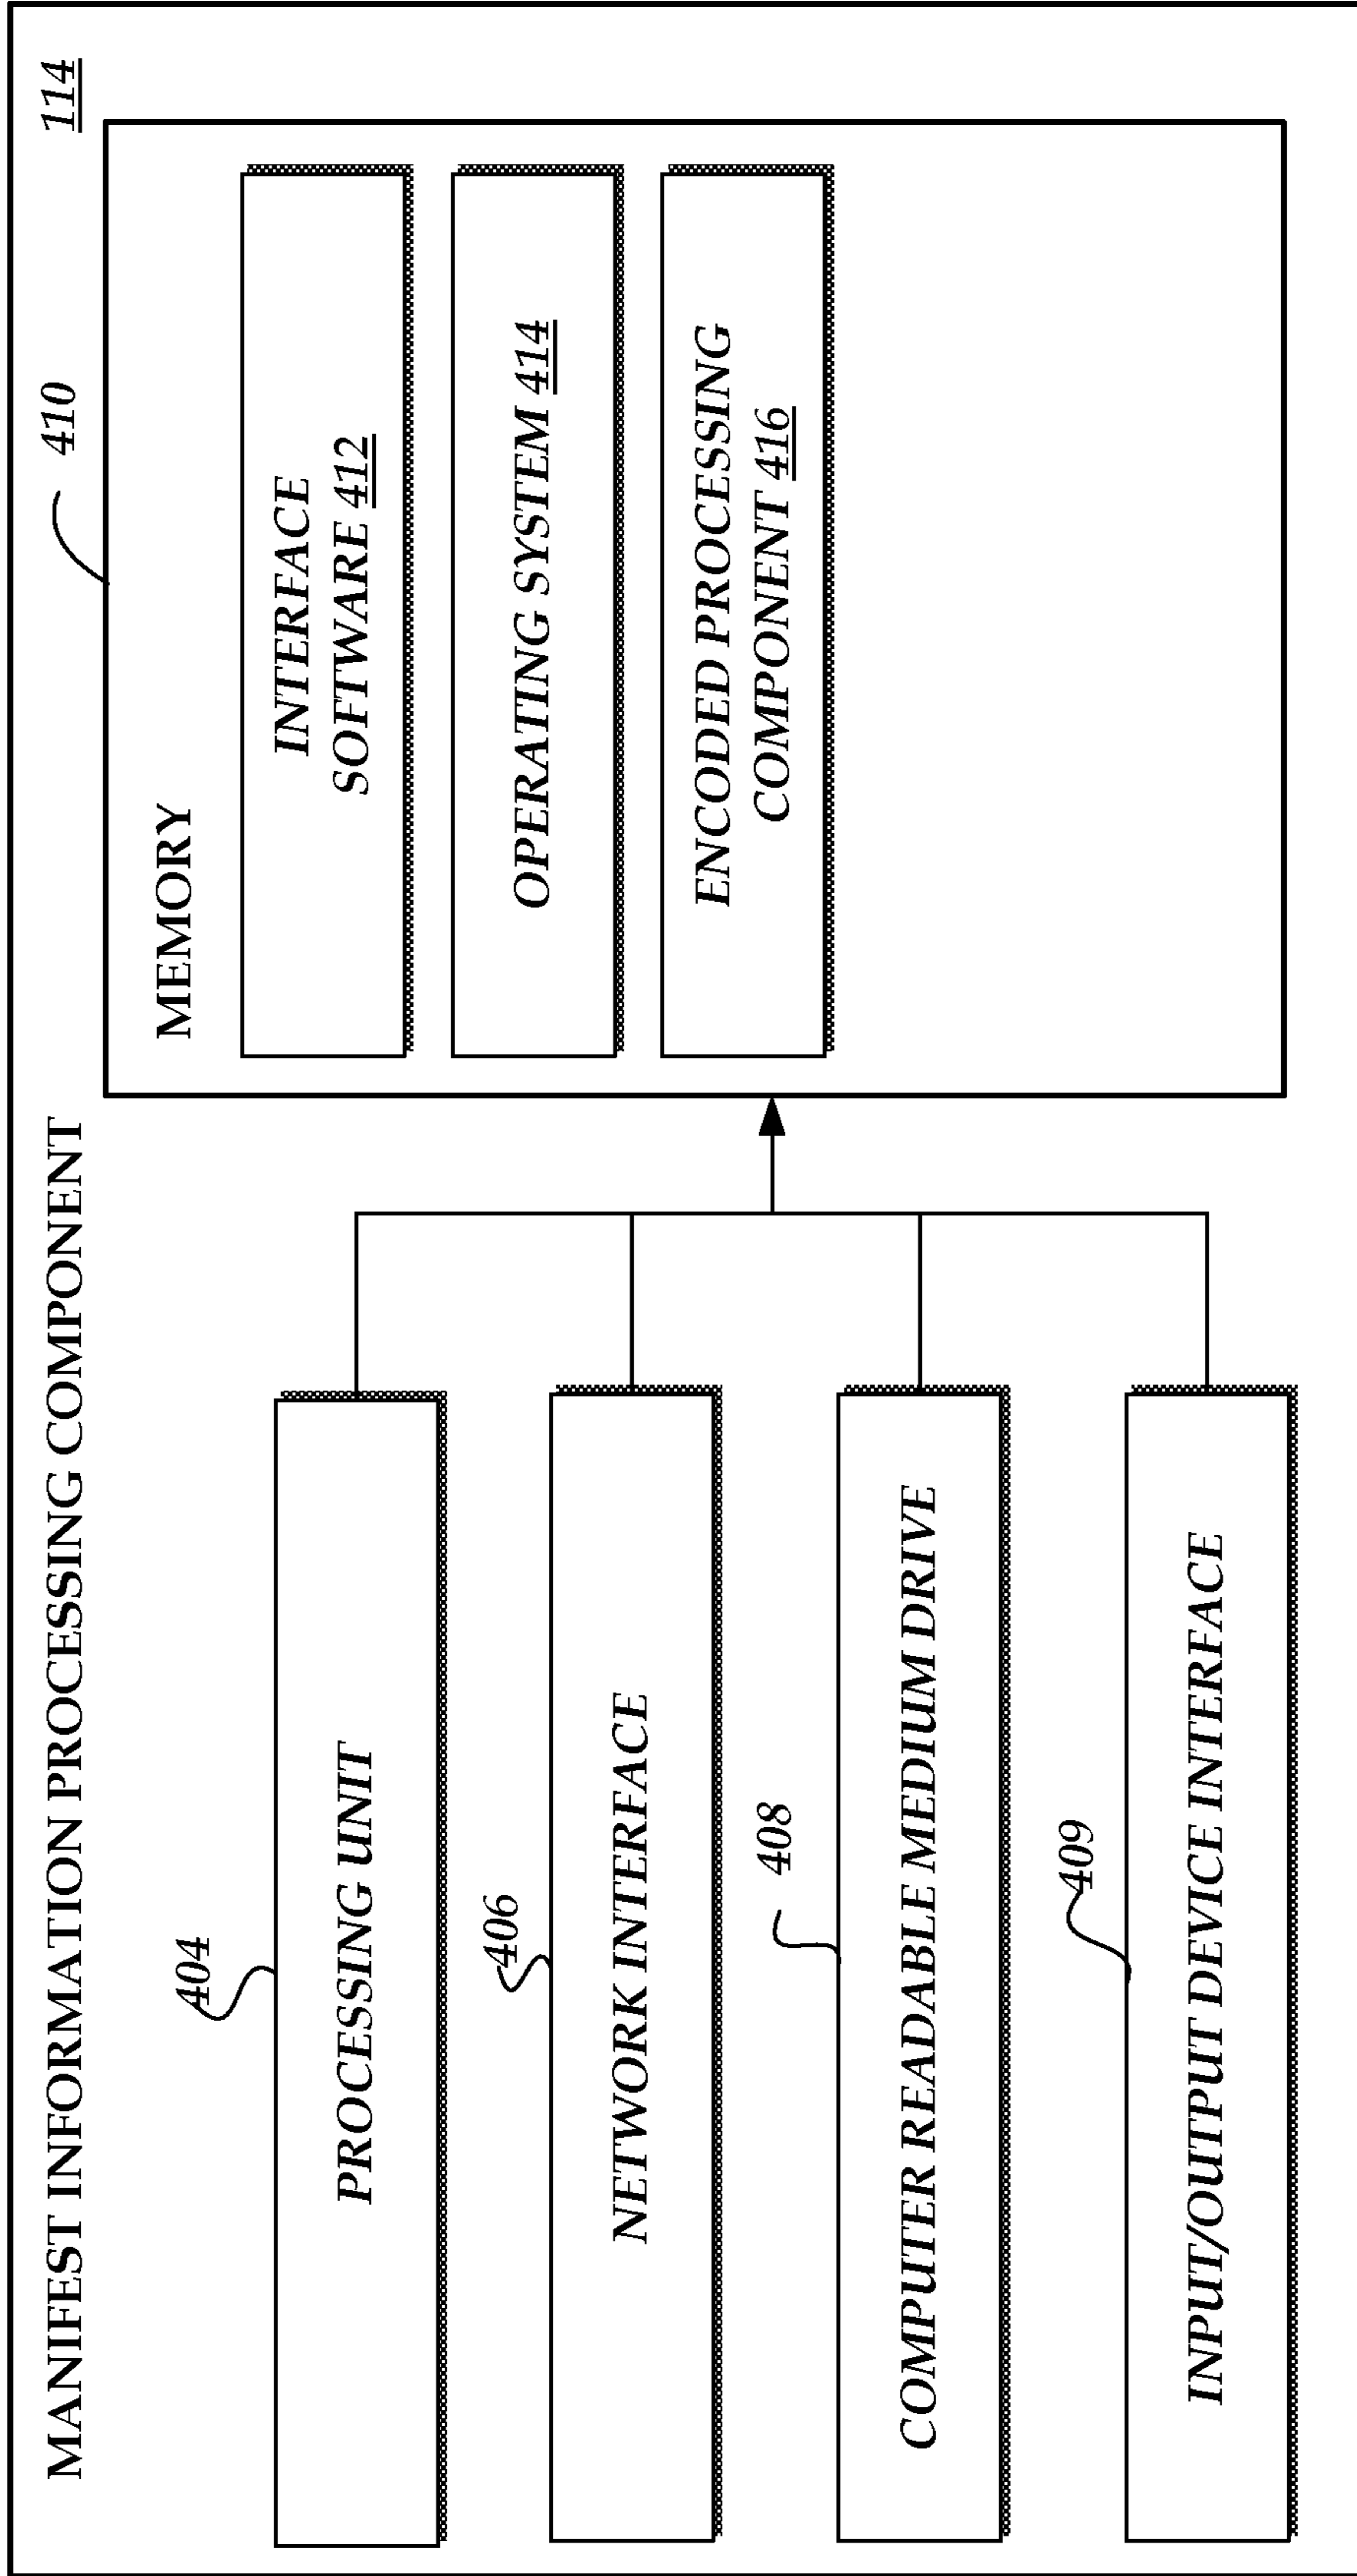 MANIFEST INFORMATION PROCESSING COMPONENT
114
404
PROCESSING UNIT
406
NETWORK INTERFACE
408
COMPUTER READABLE MEDIUM DRIVE
409
INPUT/OUTPUT DEVICE INTERFACE
410
MEMORY
INTERFACE
SOFTWARE 412
OPERATING SYSTEM 414
ENCODED PROCESSING
COMPONENT 416